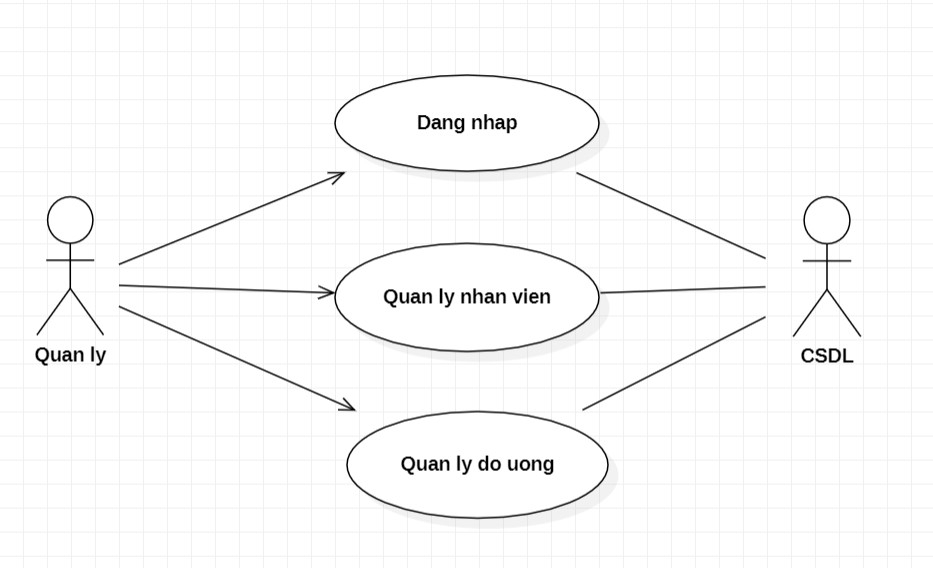 Dang nhap
Quan ly nhan vien
Quan ly
CSDL
Quan ly do uong